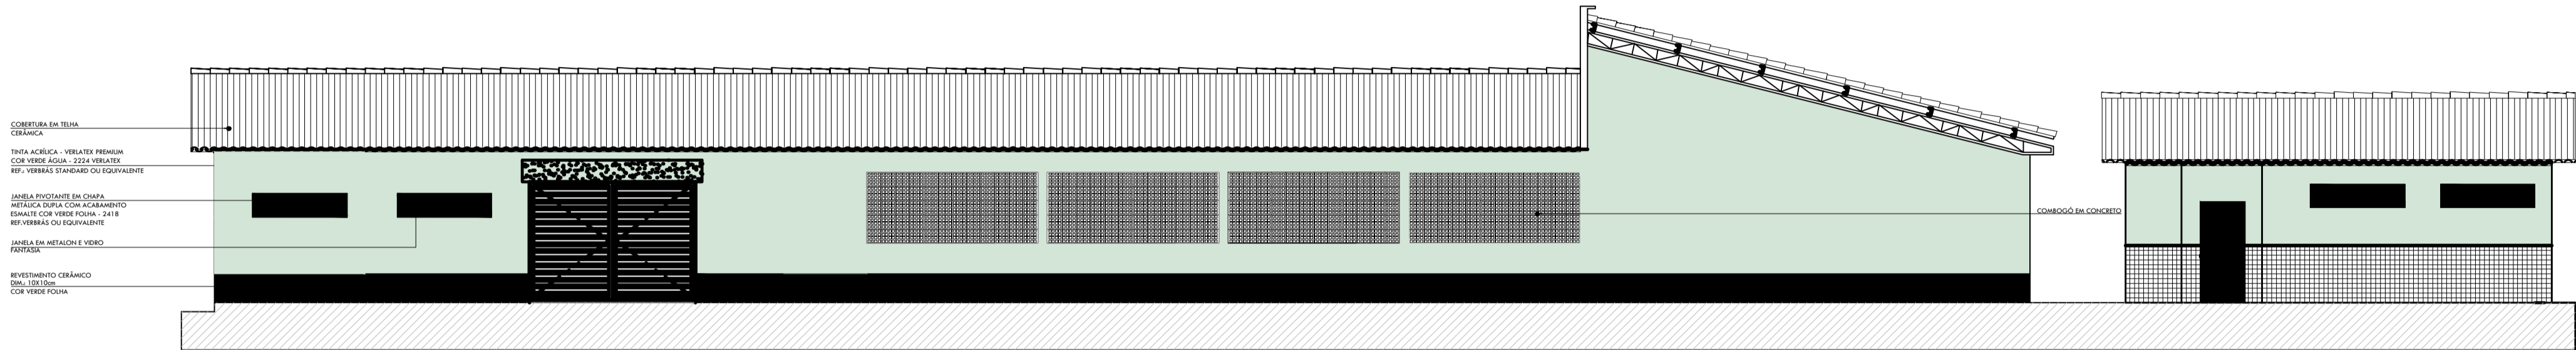 COBERTURA EM TELHA
CERÂMICA
TINTA ACRÍLICA - VERLATEX PREMIUM
COR VERDE ÁGUA - 2224 VERLATEX
REF.: VERBRÁS STANDARD OU EQUIVALENTE
JANELA PIVOTANTE EM CHAPA
METÁLICA DUPLA COM ACABAMENTO
ESMALTE COR VERDE FOLHA - 2418
REF.VERBRÁS OU EQUIVALENTE
JANELA EM METALON E VIDRO
FANTASIA
REVESTIMENTO CERÂMICO
DIM.: 10X10cm
COR VERDE FOLHA
COMBOGÓ EM CONCRETO